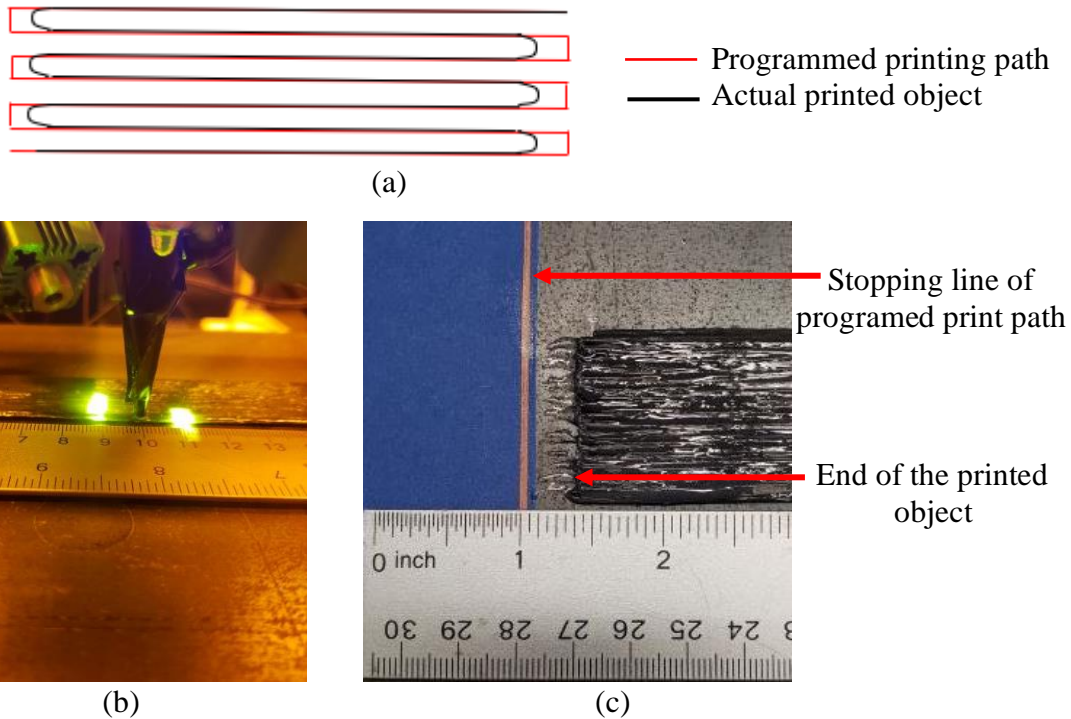 Programmed printing path
Actual printed object
(a)
7 8 9 10 11 12 13
6 8 7
(b)
Stopping line of
programed print path
End of the printed
object
0 inch 1 2
30 29 28 27 26 25 24
(c)